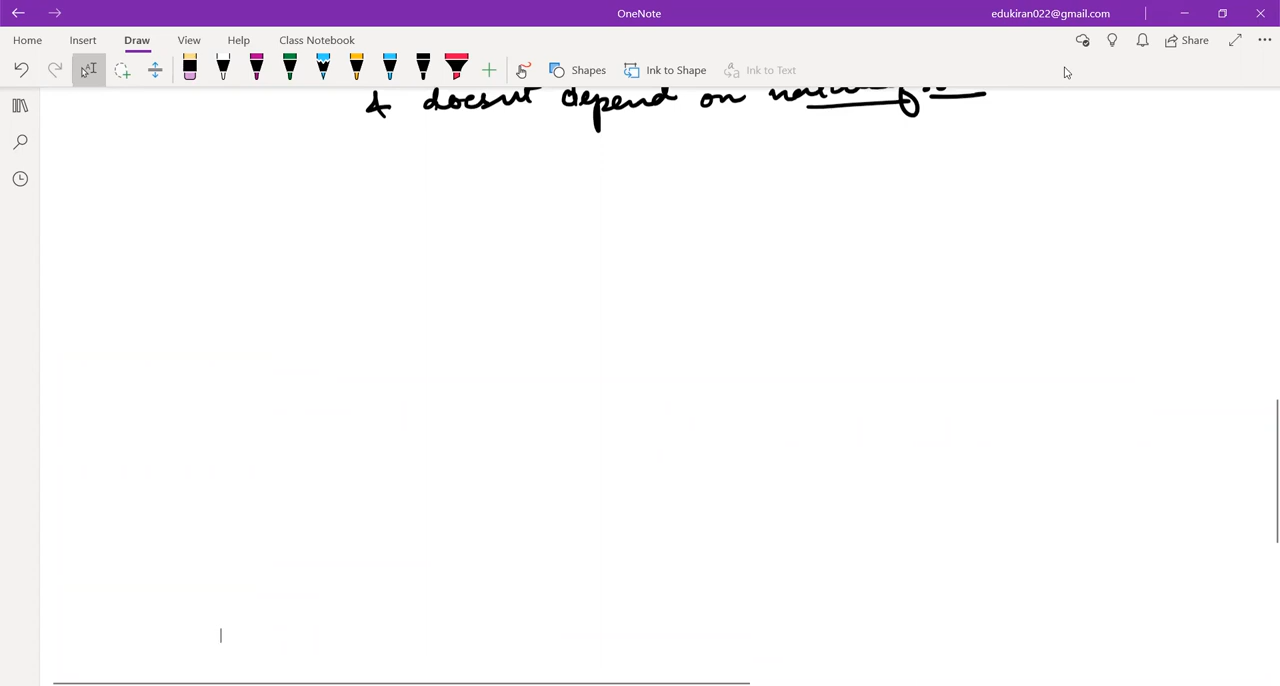 OneNote
edukiran022@gmail.com
Home Insert Draw View Help Class Notebook
Share
Shapes Ink to Shape Ink to Text
& doesnt depend on